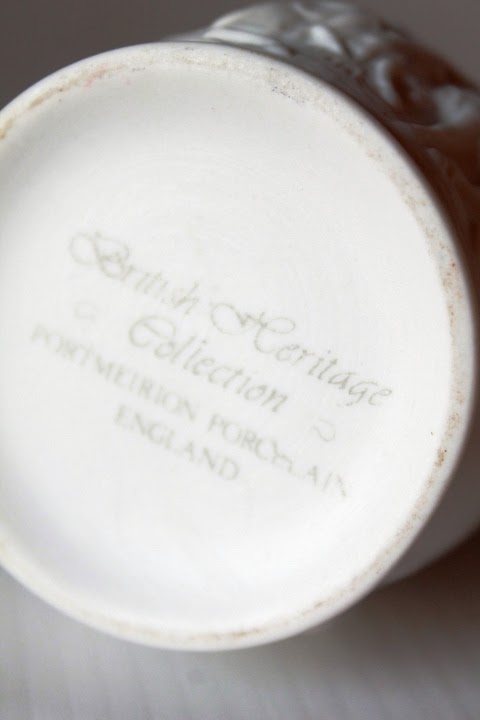 British Heritage
Collection
PORTMEIRION PORCELAIN
ENGLAND